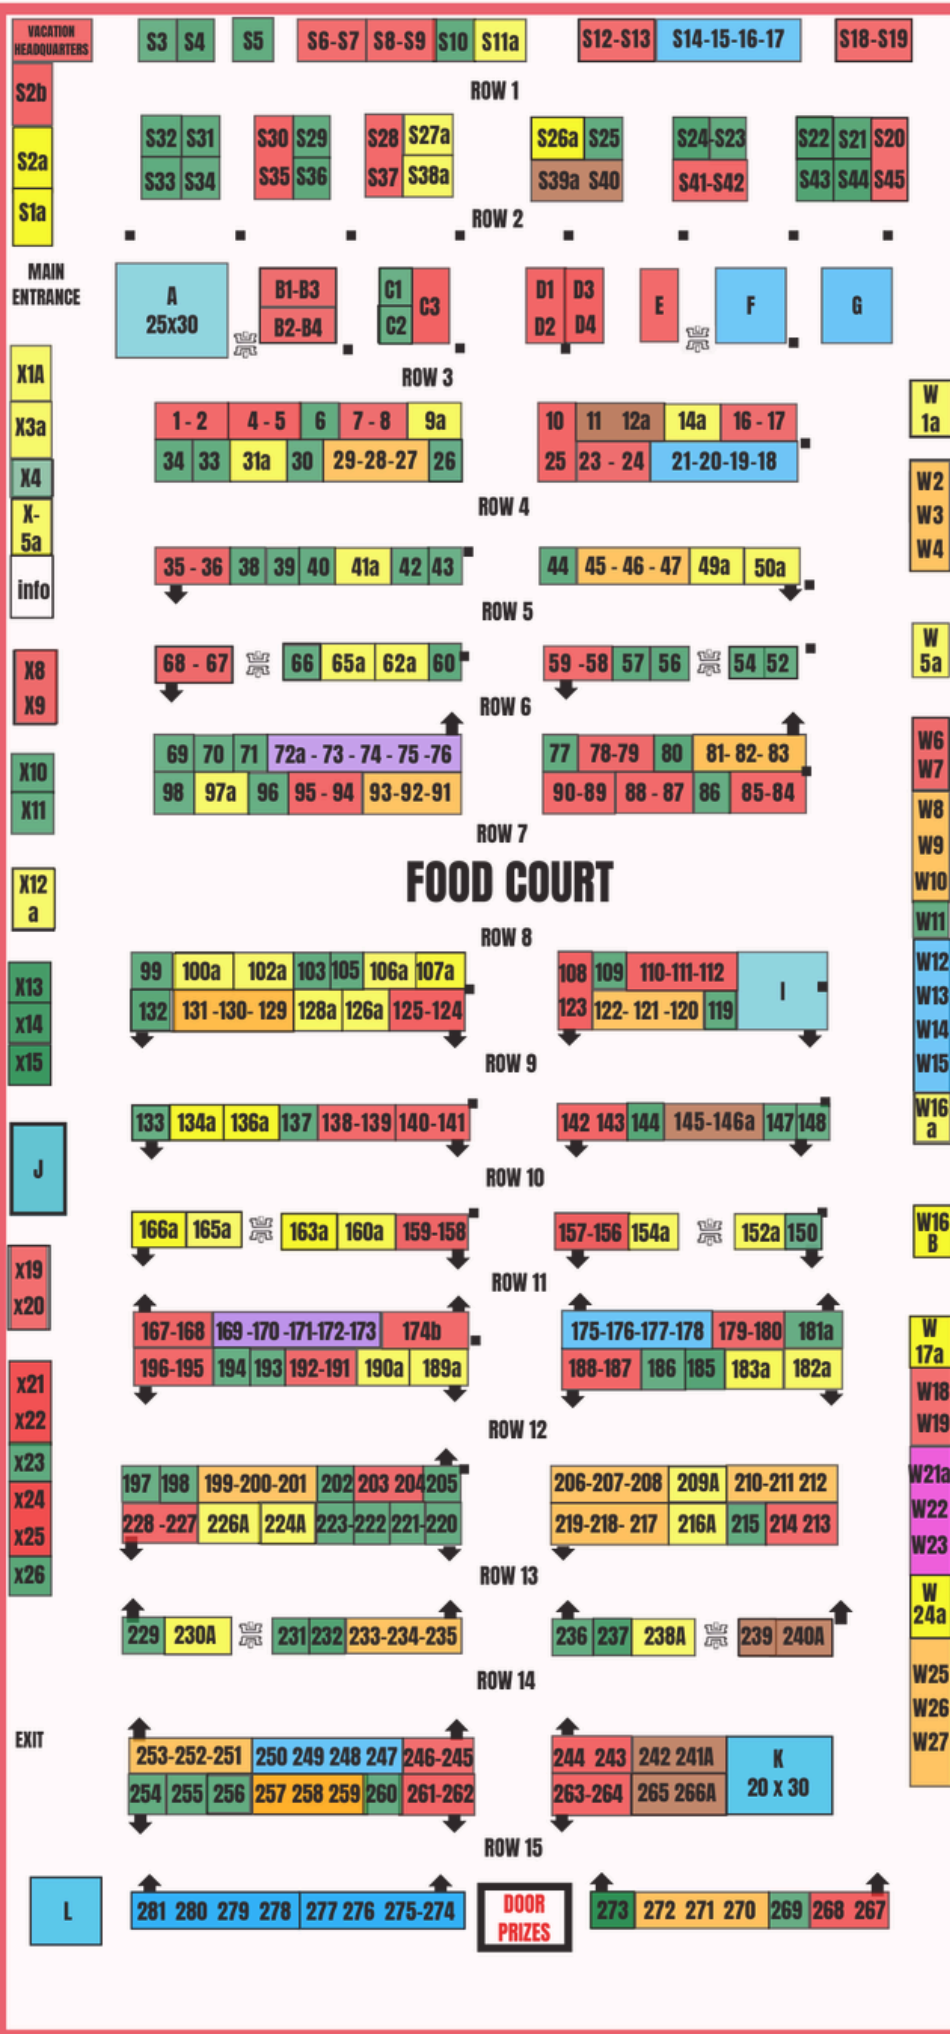 VACATION
HEADQUARTERS
S3 S4 S5 S6-S7 S8-S9 S10 S11a S12-S13 S14-15-16-17 S18-S19
S2b
ROW 1
S32 S31 S30 S29 S28 S27a S26a S25 S24-S23 S22 S21 S20
S2a
S33 S34 S35 S36 S37 S38a S39a S40 S41-S42 S43 S44 S45
S1a
ROW 2
MAIN
ENTRANCE
A
25x30
B1-B3
B2-B4
C1
C2
C3
D1 D3
D2 D4
E
F
G
X1A
ROW 3
W
1a
1 - 2 4 - 5 6 7 - 8 9a 10 11 12a 14a 16 - 17
X3a
34 33 31a 30 29-28-27 26 25 23 - 24 21-20-19-18
X4
W2
W3
W4
ROW 4
X-
5a
35 - 36 38 39 40 41a 42 43 44 45 - 46 - 47 49a 50a
info
ROW 5
W
5a
68 - 67 66 65a 62a 60 59 -58 57 56 54 52
X8
X9
ROW 6
W6
W7
69 70 71 72a - 73 - 74 - 75 -76 77 78-79 80 81- 82- 83
X10
98 97a 96 95 - 94 93-92-91 90-89 88 - 87 86 85-84
X11
W8
W9
W10
ROW 7
FOOD COURT
X12
a
W11
ROW 8
99 100a 102a 103 105 106a 107a 108 109 110-111-112 I
W12
W13
W14
W15
X13
132 131 -130- 129 128a 126a 125-124 123 122- 121 -120 119
x14
x15
ROW 9
W16
a
133 134a 136a 137 138-139 140-141 142 143 144 145-146a 147 148
J
ROW 10
166a 165a 163a 160a 159-158 157-156 154a 152a 150
W16
B
x19
x20
ROW 11
167-168 169 -170 -171-172-173 174b 175-176-177-178 179-180 181a
W
17a
196-195 194 193 192-191 190a 189a 188-187 186 185 183a 182a
x21
x22
W18
W19
ROW 12
x23
197 198 199-200-201 202 203 204 205 206-207-208 209A 210-211 212
W21a
W22
W23
x24
x25
228 -227 226A 224A 223-222 221-220 219-218- 217 216A 215 214 213
x26
ROW 13
W
24a
229 230A 231 232 233-234-235 236 237 238A 239 240A
W25
W26
W27
ROW 14
EXIT
253-252-251 250 249 248 247 246-245 244 243 242 241A
K
20 x 30
254 255 256 257 258 259 260 261-262 263-264 265 266A
ROW 15
L
281 280 279 278 277 276 275-274
DOOR
PRIZES
273 272 271 270 269 268 267